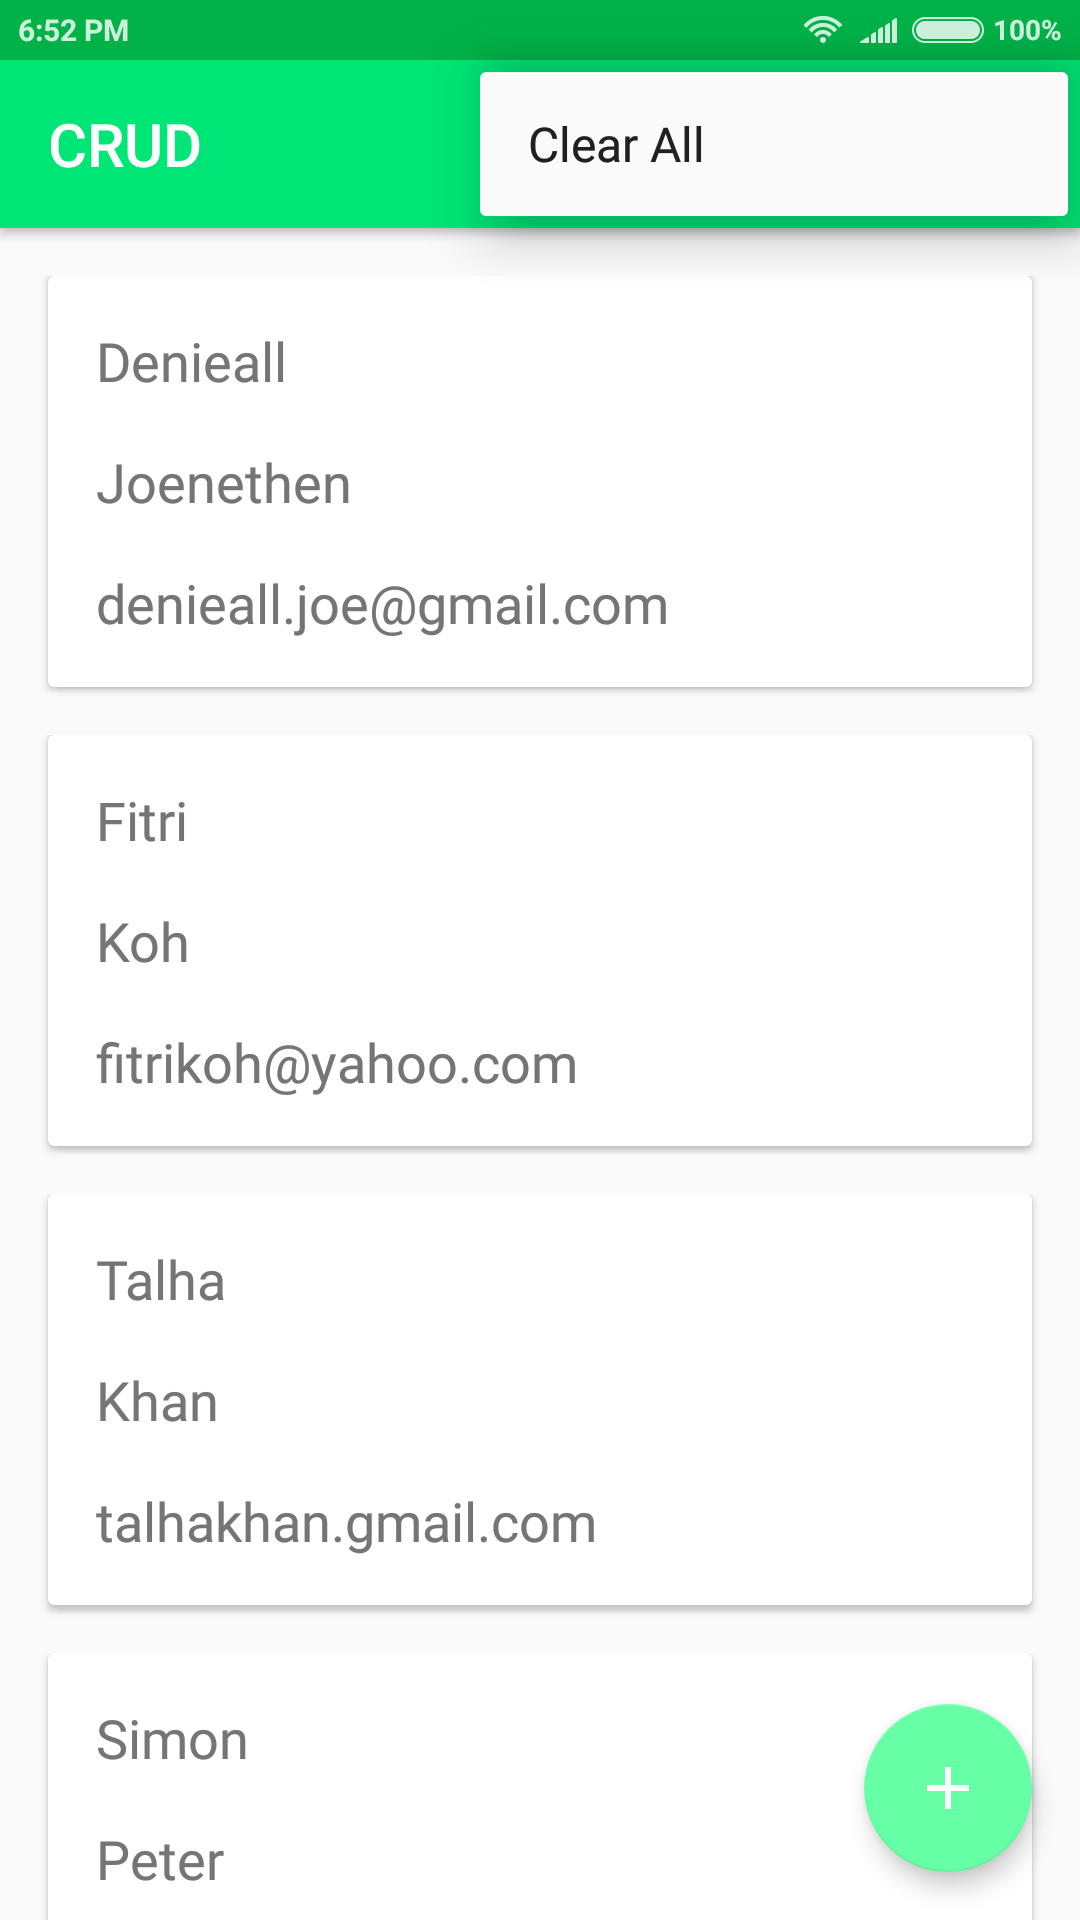 6:52 PM 100%
CRUD Clear All
Denieall
Joenethen
denieall.joe@gmail.com
Fitri
Koh
fitrikoh@yahoo.com
Talha
Khan
talhakhan.gmail.com
Simon
Peter